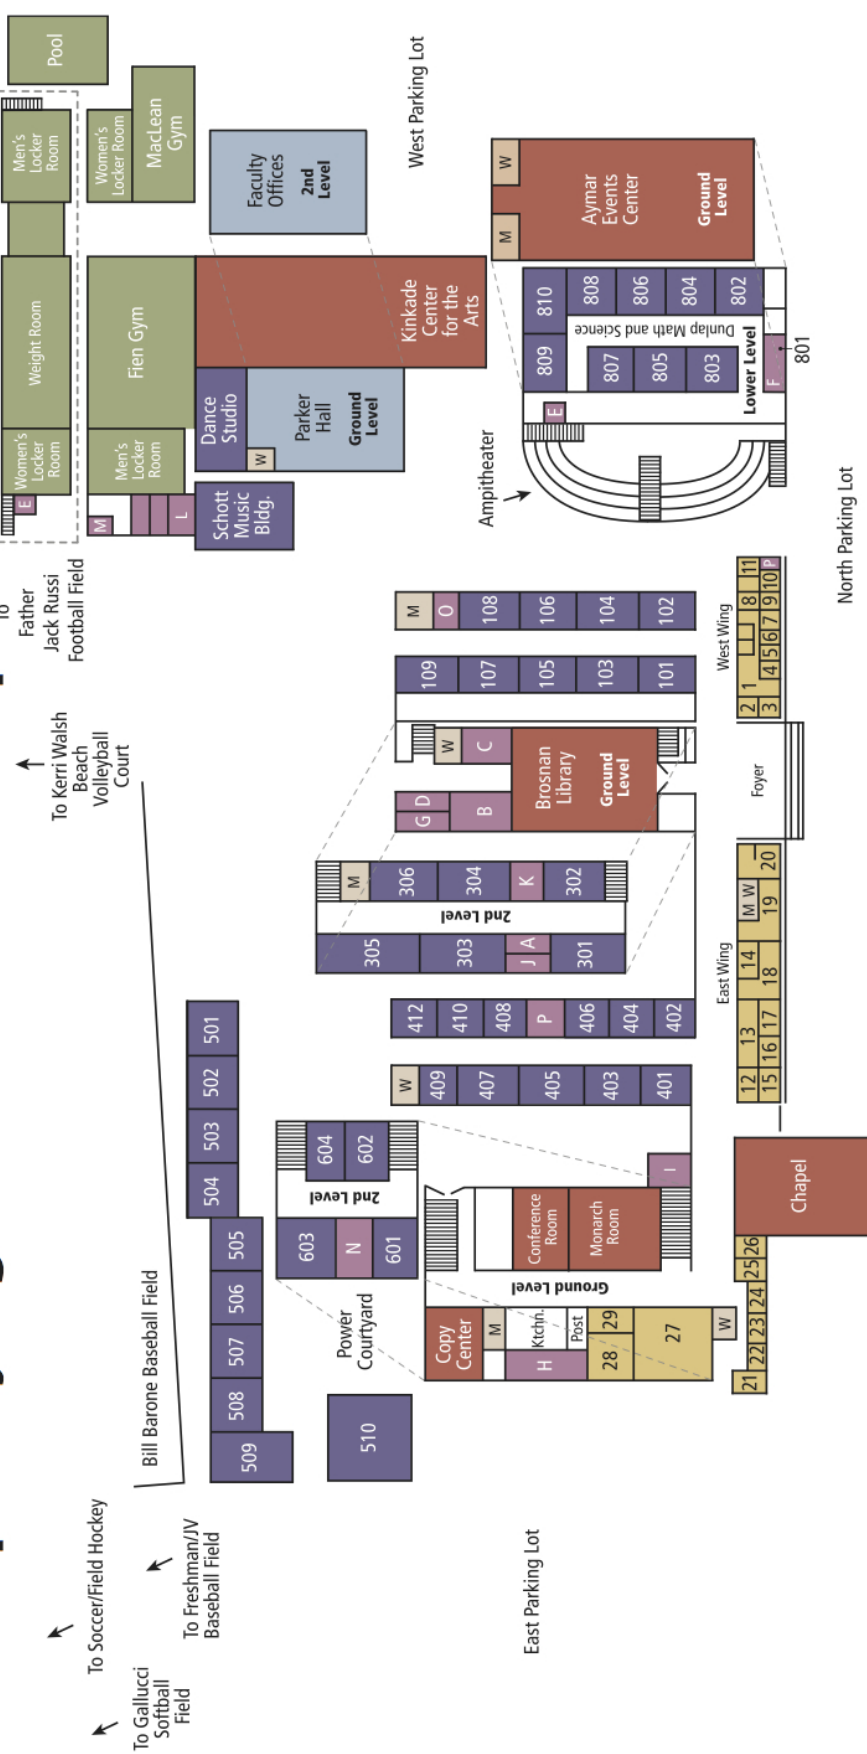 Pool
Men's
Locker
Room
Women's
Locker Room
MacLean
Gym
Weight Room
Fien Gym
Women's
Locker
Room
Men's
Locker
Room
E
M
L
Faculty
Offices
2nd
Level
West Parking Lot
Kinkade
Center
for the
Arts
Dance
Studio
Parker
Hall
Ground
Level
W
Schott
Music
Bldg.
M
W
Aymar
Events
Center
Ground
Level
810
808
806
804
802
Dunlap Math and Science
809
807
805
803
Lower Level
F
801
E
Ampitheater
North Parking Lot
Father
Jack Russi
Football Field
To Kerri Walsh
Beach
Volleyball
Court
M
O
108
106
104
102
109
107
105
103
101
West Wing
11
10
P
8
9
7
6
5
4
1
2
3
W
C
G
D
B
Brosnan
Library
Ground
Level
Foyer
M
306
304
K
302
2nd Level
305
303
J
A
301
East Wing
20
M
W
19
14
18
13
17
16
12
15
412
410
408
P
406
404
402
W
409
407
405
403
401
501
502
503
504
505
506
507
508
509
510
604
602
2nd Level
603
N
601
I
Conference
Room
Monarch
Room
Ground Level
Copy
Center
M
Ktchn.
Post
H
29
28
27
W
Chapel
26
25
24
23
22
21
Power
Courtyard
Bill Barone Baseball Field
To Soccer/Field Hockey
To Freshman/JV
Baseball Field
To Gallucci
Softball
Field
East Parking Lot